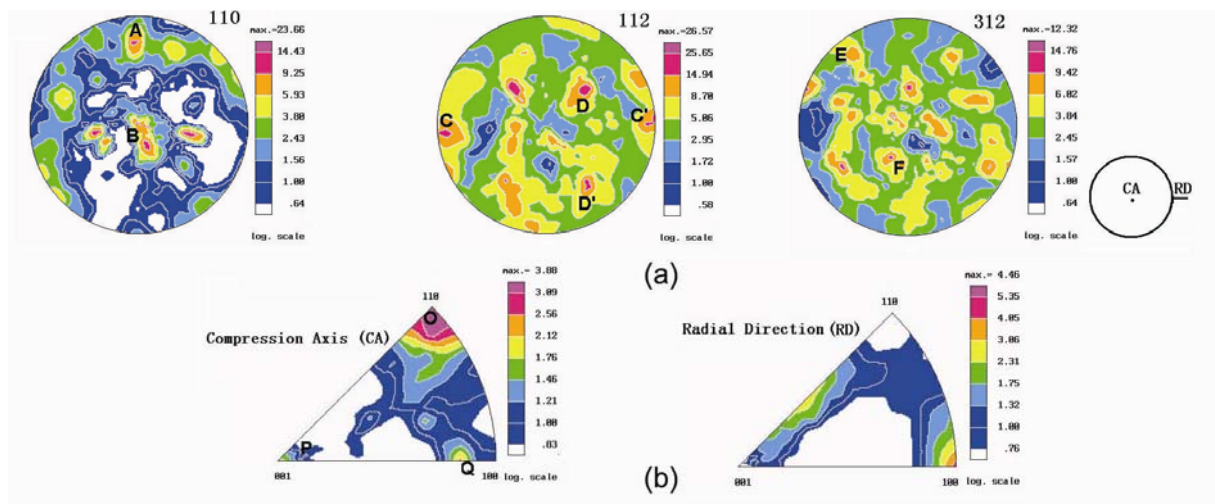 110
max.=23.66
14.43
9.25
5.93
3.80
2.43
1.56
1.00
.64
log. scale
A
B
112
max.=26.57
25.65
14.94
8.70
5.06
2.95
1.72
1.00
.58
log. scale
C
D
C'
D'
312
max.=12.32
14.76
9.42
6.02
3.84
2.45
1.57
1.00
.64
log. scale
E
F
CA
RD
(a)
Compression Axis (CA)
110
O
P
Q
001
100
max.= 3.88
3.09
2.56
2.12
1.76
1.46
1.21
1.00
.83
log. scale
Radial Direction (RD)
110
001
100
max.= 4.46
5.35
4.05
3.06
2.31
1.75
1.32
1.00
.76
log. scale
(b)